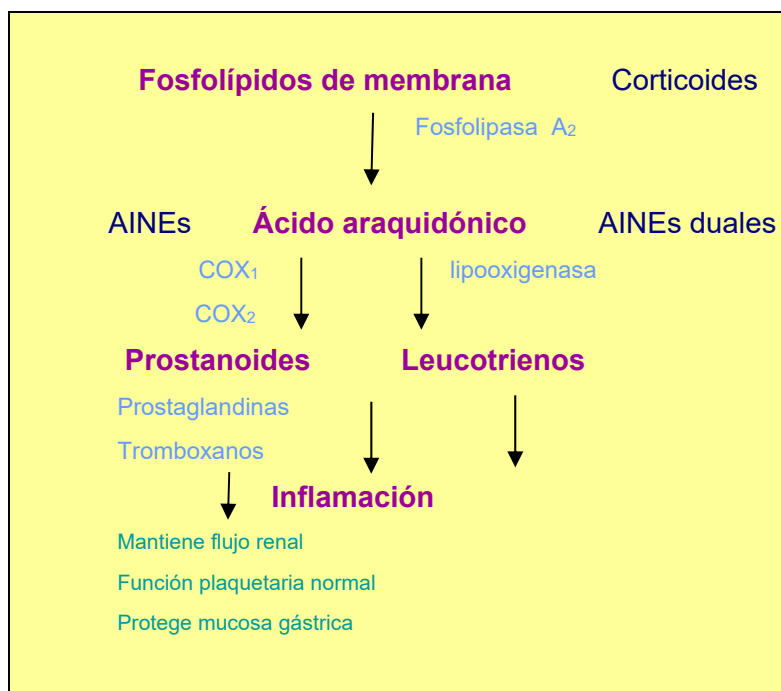 Fosfolípidos de membrana Corticoides
Fosfolipasa A₂
AINEs Ácido araquidónico AINEs duales
COX₁ lipooxigenasa
COX₂
Prostanoides Leucotrienos
Prostaglandinas
Tromboxanos
Inflamación
Mantiene flujo renal
Función plaquetaria normal
Protege mucosa gástrica